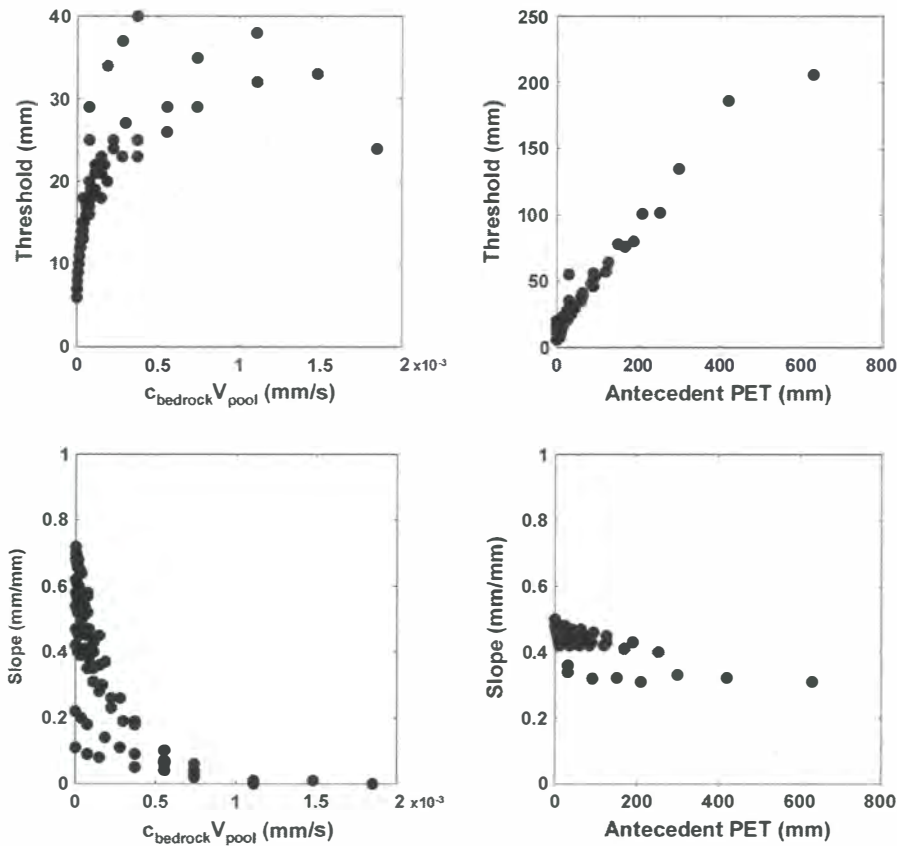 40
30
20
10
0
Threshold (mm)
0 0.5 1 1.5 2 x10⁻³
c_bedrock V_pool (mm/s)
250
200
150
100
50
0
Threshold (mm)
0 200 400 600 800
Antecedent PET (mm)
1
0.8
0.6
0.4
0.2
0
Slope (mm/mm)
0 0.5 1 1.5 2 x10⁻³
c_bedrock V_pool (mm/s)
1
0.8
0.6
0.4
0.2
0
Slope (mm/mm)
0 200 400 600 800
Antecedent PET (mm)